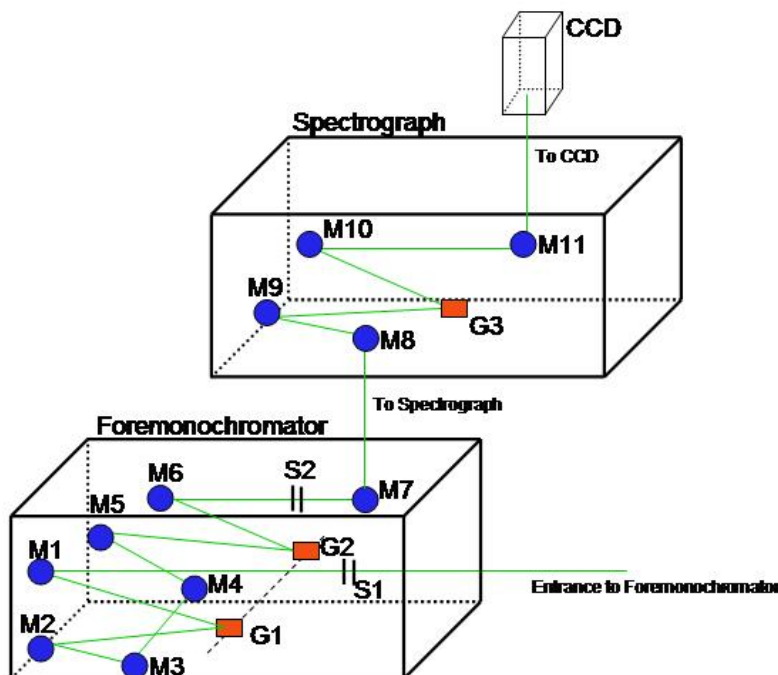 CCD
Spectrograph
To CCD
M10
M11
M9
G3
M8
To Spectrograph
Foremonochromator
M6
S2
M7
M5
G2
M1
M4
S1
Entrance to Foremonochromator
M2
G1
M3